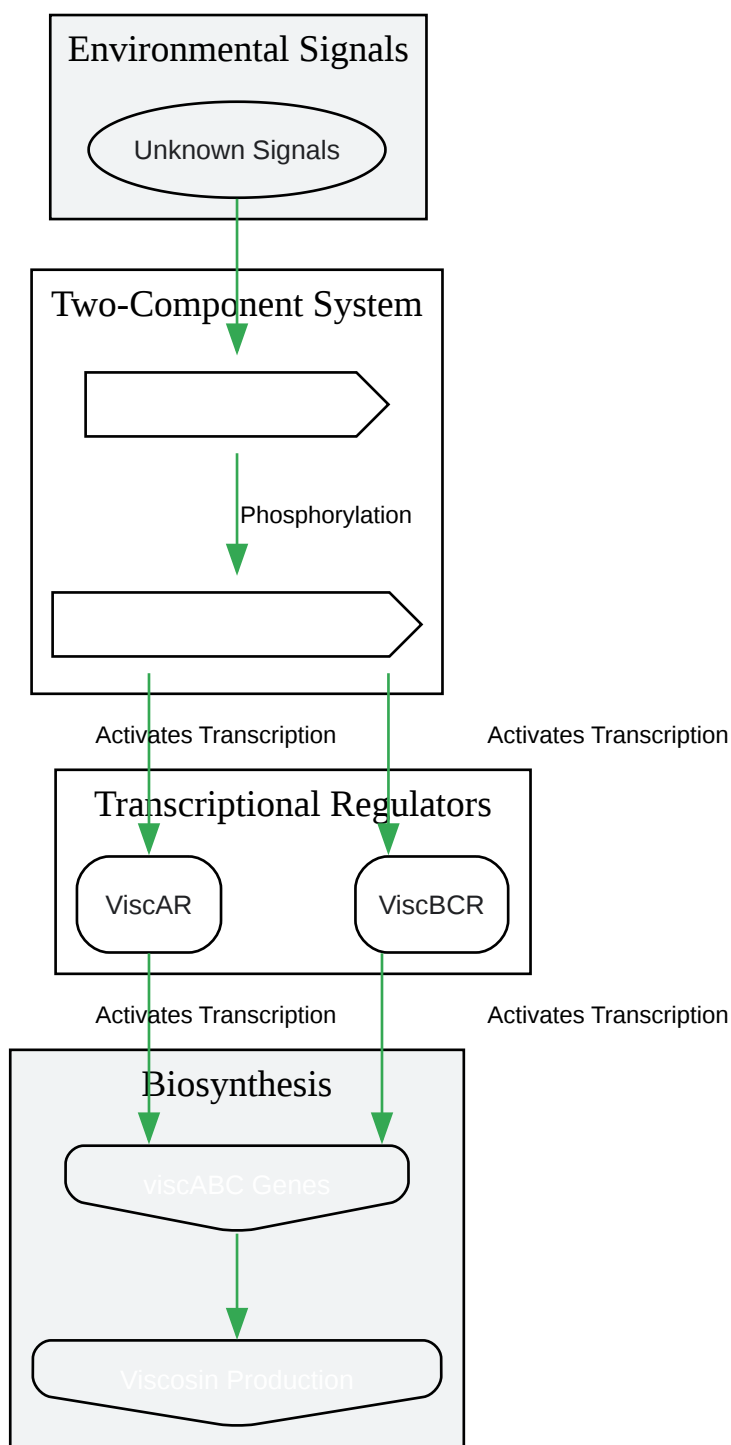 Environmental Signals
Unknown Signals
Two-Component System
Phosphorylation
Activates Transcription
Activates Transcription
Transcriptional Regulators
ViscAR
ViscBCR
Activates Transcription
Activates Transcription
Biosynthesis
viscABC Genes
Viscosin Production